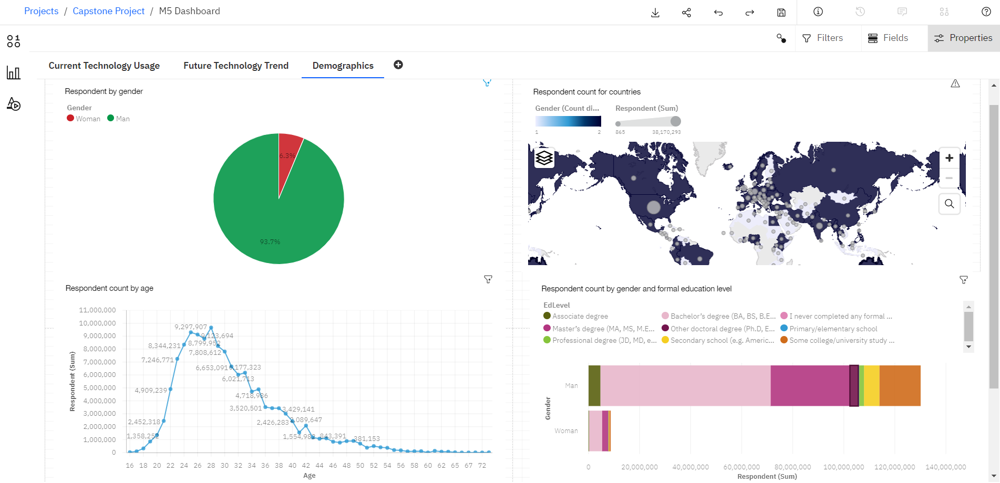 Projects / Capstone Project / M5 Dashboard
Filters
Fields
Properties
Current Technology Usage
Future Technology Trend
Demographics
Respondent by gender
Gender
Woman
Man
6.3%
93.7%
Respondent count for countries
Gender (Count di...
1
2
Respondent (Sum)
865
38,170,293
Respondent count by age
Respondent (Sum)
11,000,000
10,000,000
9,000,000
8,000,000
7,000,000
6,000,000
5,000,000
4,000,000
3,000,000
2,000,000
1,000,000
0
1,358,252
2,452,318
4,909,239
7,246,771
8,344,231
9,297,907
8,799,952
9,123,694
7,808,612
6,653,091
6,177,323
6,021,713
4,718,986
3,520,501
3,429,141
2,426,283
2,089,647
1,554,982
843,391
381,153
16 18 20 22 24 26 28 30 32 34 36 38 40 42 44 46 48 50 52 54 56 58 60 62 65 67 72
Age
Respondent count by gender and formal education level
EdLevel
Associate degree
Bachelor’s degree (BA, BS, B.E...
I never completed any formal ...
Master’s degree (MA, MS, M.E...
Other doctoral degree (Ph.D, E...
Primary/elementary school
Professional degree (JD, MD, e...
Secondary school (e.g. Americ...
Some college/university study ...
Gender
Man
Woman
0 20,000,000 40,000,000 60,000,000 80,000,000 100,000,000 120,000,000 140,000,000
Respondent (Sum)